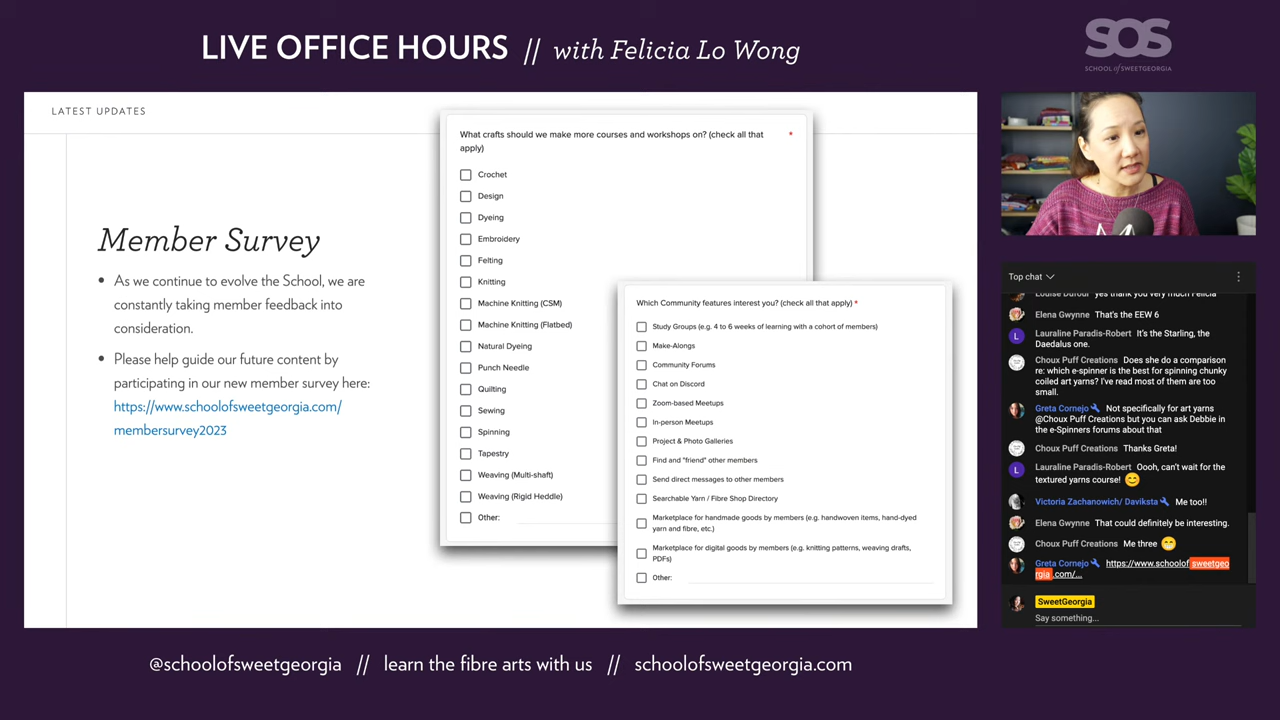 LIVE OFFICE HOURS // with Felicia Lo Wong
SOS
SCHOOL of SWEETGEORGIA
LATEST UPDATES
Member Survey
• As we continue to evolve the School, we are
constantly taking member feedback into
consideration.
• Please help guide our future content by
participating in our new member survey here:
https://www.schoolofsweetgeorgia.com/
membersurvey2023
What crafts should we make more courses and workshops on? (check all that *
apply)
Crochet
Design
Dyeing
Embroidery
Felting
Knitting
Machine Knitting (CSM)
Machine Knitting (Flatbed)
Natural Dyeing
Punch Needle
Quilting
Sewing
Spinning
Tapestry
Weaving (Multi-shaft)
Weaving (Rigid Heddle)
Other:
Which Community features interest you? (check all that apply) *
Study Groups (e.g. 4 to 6 weeks of learning with a cohort of members)
Make-Alongs
Community Forums
Chat on Discord
Zoom-based Meetups
In-person Meetups
Project & Photo Galleries
Find and "friend" other members
Send direct messages to other members
Searchable Yarn / Fibre Shop Directory
Marketplace for handmade goods by members (e.g. handwoven items, hand-dyed
yarn and fibre, etc.)
Marketplace for digital goods by members (e.g. knitting patterns, weaving drafts,
PDFs)
Other:
Top chat
Louise Dufour yes thank you very much Felicia
Elena Gwynne That's the EEW 6
L Lauraline Paradis-Robert It's the Starling, the
Daedalus one.
Choux Puff Creations Does she do a comparison
re: which e-spinner is the best for spinning chunky
coiled art yarns? I've read most of them are too
small.
Greta Cornejo Not specifically for art yarns
@Choux Puff Creations but you can ask Debbie in
the e-Spinners forums about that
Choux Puff Creations Thanks Greta!
L Lauraline Paradis-Robert Oooh, can't wait for the
textured yarns course! 😊
Victoria Zachanowich/ Daviksta Me too!!
Elena Gwynne That could definitely be interesting.
Choux Puff Creations Me three 😁
Greta Cornejo https://www.schoolofsweetgeo
rgia.com/...
SweetGeorgia
Say something...
@schoolofsweetgeorgia // learn the fibre arts with us // schoolofsweetgeorgia.com